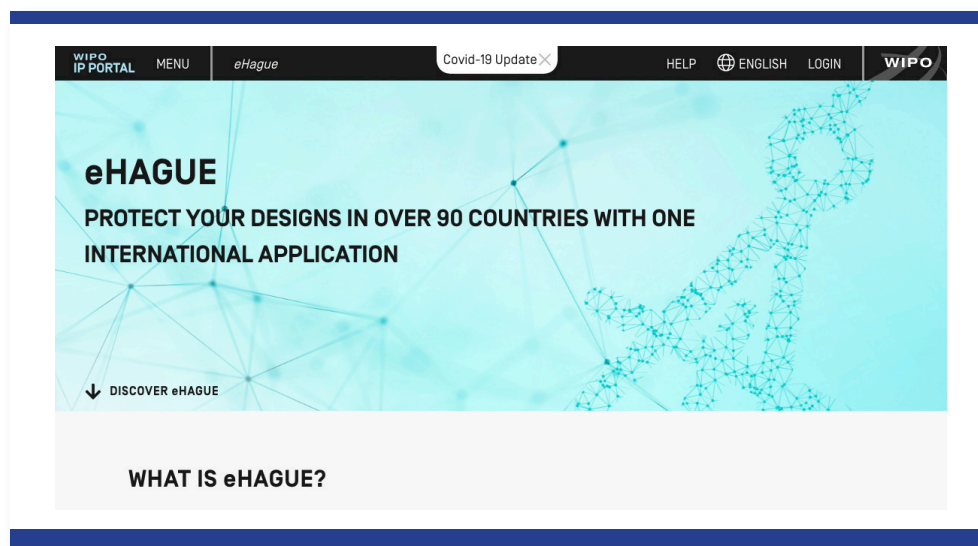 WIPO
IP PORTAL MENU eHague Covid-19 Update HELP ENGLISH LOGIN WIPO
eHAGUE
PROTECT YOUR DESIGNS IN OVER 90 COUNTRIES WITH ONE
INTERNATIONAL APPLICATION
DISCOVER eHAGUE
WHAT IS eHAGUE?